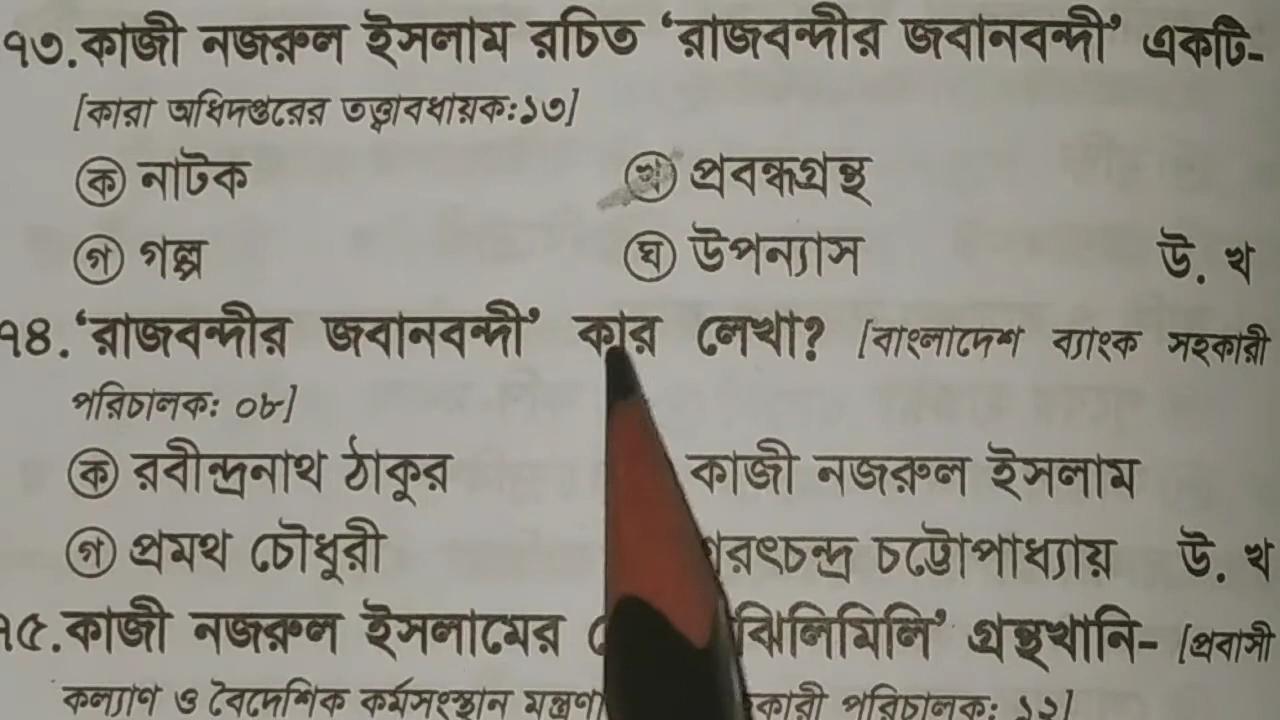 ৭৩.কাজী নজরুল ইসলাম রচিত ‘রাজবন্দীর জবানবন্দী’ একটি-
[কারা অধিদপ্তরের তত্ত্বাবধায়ক:১৩]
ক নাটক খ প্রবন্ধগ্রন্থ
গ গল্প ঘ উপন্যাস উ. খ
৭৪. ‘রাজবন্দীর জবানবন্দী’ কার লেখা? [বাংলাদেশ ব্যাংক সহকারী
পরিচালক: ০৮]
ক রবীন্দ্রনাথ ঠাকুর কাজী নজরুল ইসলাম
গ প্রমথ চৌধুরী চট্টোপাধ্যায় উ. খ
৭৫.কাজী নজরুল ইসলামের ঝিলিমিলি’ গ্রন্থখানি- [প্রবাসী
কল্যাণ ও বৈদেশিক কর্মসংস্থান পরিচালক: ১২]